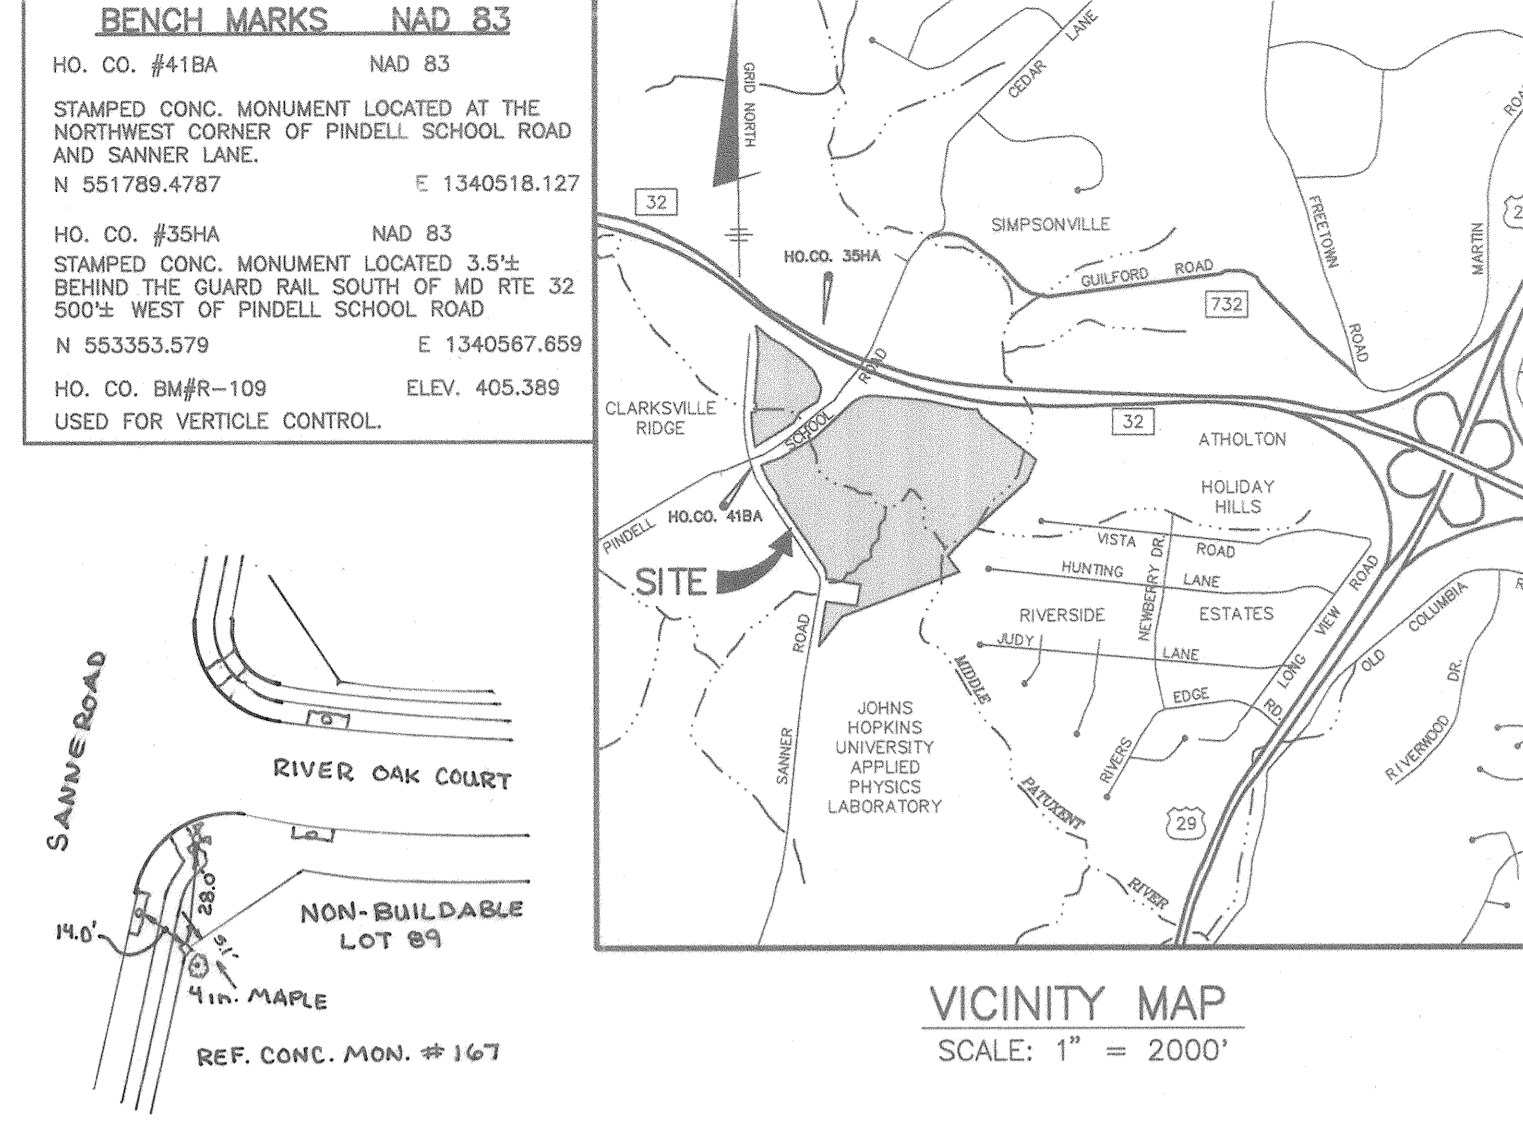 BENCH MARKS NAD 83
HO. CO. #41BA NAD 83
STAMPED CONC. MONUMENT LOCATED AT THE
NORTHWEST CORNER OF PINDELL SCHOOL ROAD
AND SANNER LANE.
N 551789.4787 E 1340518.127
HO. CO. #35HA NAD 83
STAMPED CONC. MONUMENT LOCATED 3.5'±
BEHIND THE GUARD RAIL SOUTH OF MD RTE 32
500'± WEST OF PINDELL SCHOOL ROAD
N 553353.579 E 1340567.659
HO. CO. BM#R-109 ELEV. 405.389
USED FOR VERTICLE CONTROL.
GRID NORTH
CEDAR LANE
32
SIMPSONVILLE
HO.CO. 35HA
GUILFORD ROAD
732
FREETOWN ROAD
MARTIN
CLARKSVILLE
RIDGE
PINDELL SCHOOL ROAD
32
ATHOLTON
HOLIDAY
HILLS
HO.CO. 41BA
SITE
VISTA ROAD
HUNTING LANE
NEWBERRY DR.
RIVERSIDE ESTATES
JUDY LANE
RIVERS EDGE RD.
LONG VIEW ROAD
OLD COLUMBIA
RIVERWOOD DR.
SANNER ROAD
MIDDLE PATUXENT RIVER
JOHNS
HOPKINS
UNIVERSITY
APPLIED
PHYSICS
LABORATORY
29
SANNER ROAD
RIVER OAK COURT
28.0'
14.0'
5.1'
NON-BUILDABLE
LOT 89
4 in. MAPLE
REF. CONC. MON. # 167
VICINITY MAP
SCALE: 1" = 2000'